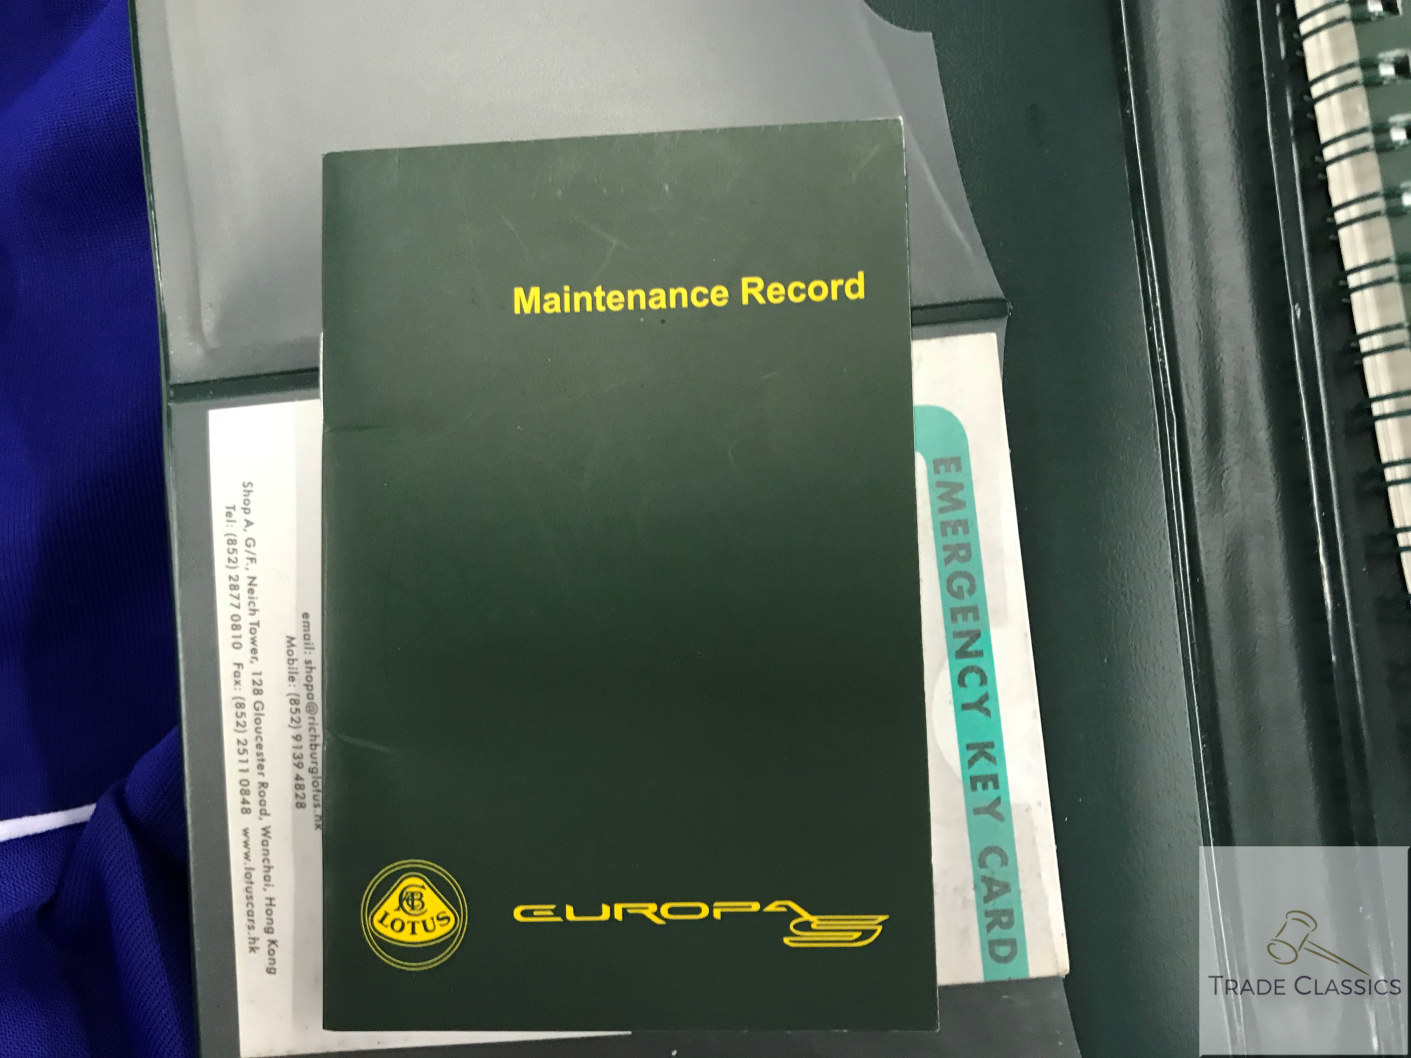 Maintenance Record
LOTUS
EUROPA S
EMERGENCY KEY CARD
email: shopa@richburglotus.hk
Mobile: (852) 9139 4828
Shop A, G/F., Neich Tower, 128 Gloucester Road, Wanchai, Hong Kong
Tel: (852) 2877 0810 Fax: (852) 2511 0848 www.lotuscars.hk
TRADE CLASSICS